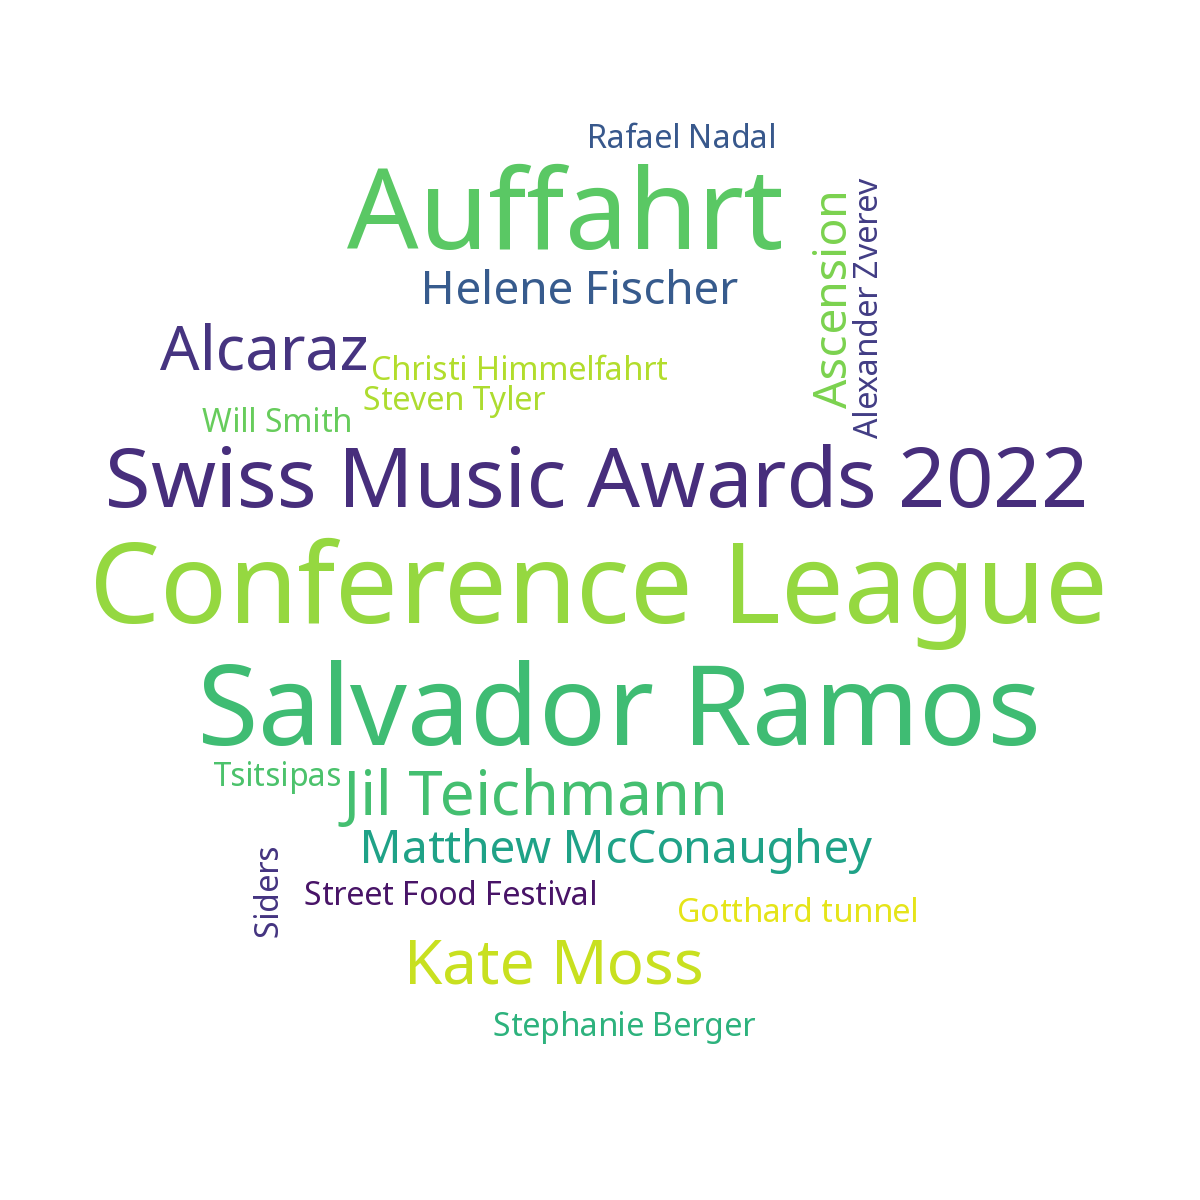 Rafael Nadal
Auffahrt
Ascension
Alexander Zverev
Helene Fischer
Alcaraz
Christi Himmelfahrt
Steven Tyler
Will Smith
Swiss Music Awards 2022
Conference League
Salvador Ramos
Tsitsipas
Jil Teichmann
Matthew McConaughey
Siders
Street Food Festival
Gotthard tunnel
Kate Moss
Stephanie Berger